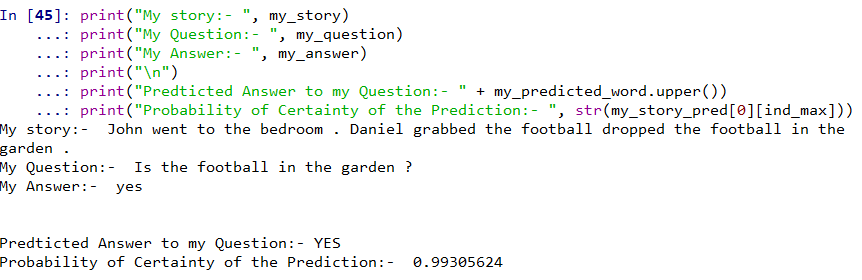 In [45]: print("My story:- ", my_story)
    ...: print("My Question:- ", my_question)
    ...: print("My Answer:- ", my_answer)
    ...: print("\n")
    ...: print("Predticted Answer to my Question:- " + my_predicted_word.upper())
    ...: print("Probability of Certainty of the Prediction:- ", str(my_story_pred[0][ind_max]))
My story:-  John went to the bedroom . Daniel grabbed the football dropped the football in the
garden .
My Question:-  Is the football in the garden ?
My Answer:-  yes


Predticted Answer to my Question:- YES
Probability of Certainty of the Prediction:-  0.99305624